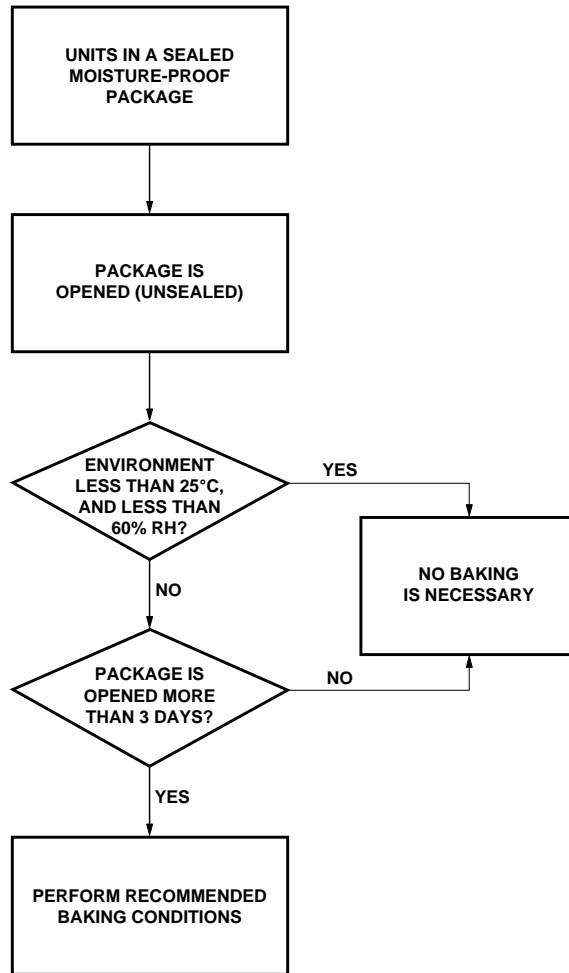 UNITS IN A SEALED
MOISTURE-PROOF
PACKAGE
PACKAGE IS
OPENED (UNSEALED)
ENVIRONMENT
LESS THAN 25°C,
AND LESS THAN
60% RH?
YES
NO BAKING
IS NECESSARY
NO
PACKAGE IS
OPENED MORE
THAN 3 DAYS?
NO
YES
PERFORM RECOMMENDED
BAKING CONDITIONS